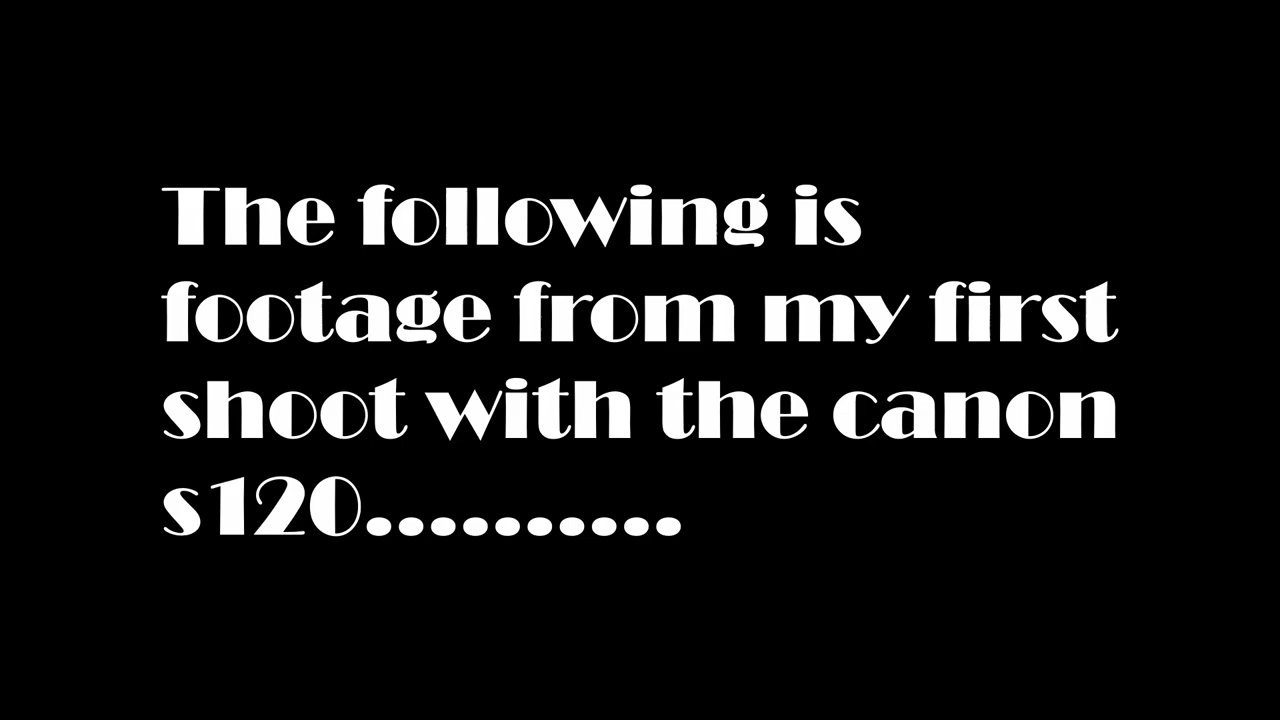 The following is
footage from my first
shoot with the canon
s120..........